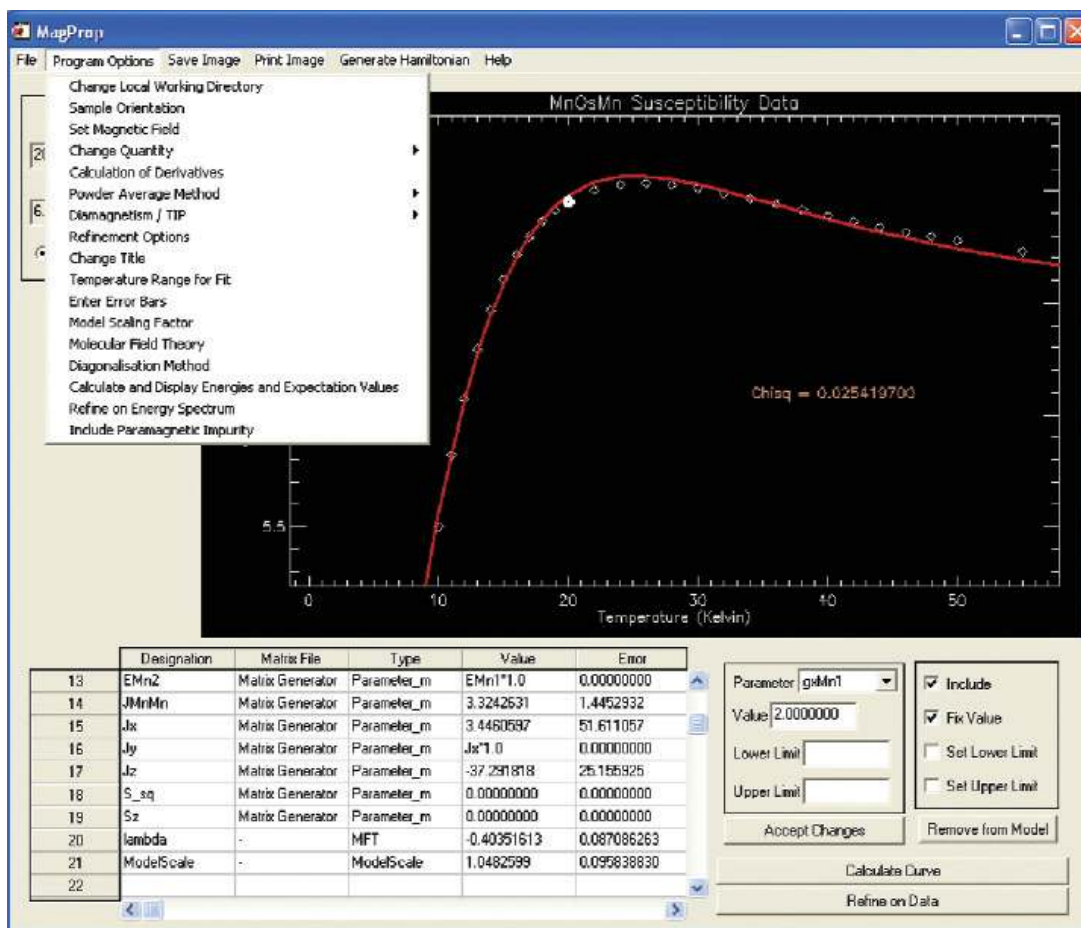 MagProp
File Program Options Save Image Print Image Generate Hamiltonian Help
Change Local Working Directory
Sample Orientation
Set Magnetic Field
Change Quantity
Calculation of Derivatives
Powder Average Method
Diamagnetism / TIP
Refinement Options
Change Title
Temperature Range for Fit
Enter Error Bars
Model Scaling Factor
Molecular Field Theory
Diagonalisation Method
Calculate and Display Energies and Expectation Values
Refine on Energy Spectrum
Include Paramagnetic Impurity
MnOsMn Susceptibility Data
Chisq = 0.025419700
5.5
0 10 20 30 40 50
Temperature (Kelvin)
Designation Matrix File Type Value Error
13 EMn2 Matrix Generator Parameter_m EMn1*1.0 0.00000000
14 JMnMn Matrix Generator Parameter_m 3.3242631 1.4452932
15 Jx Matrix Generator Parameter_m 3.4460597 51.611057
16 Jy Matrix Generator Parameter_m Jx*1.0 0.00000000
17 Jz Matrix Generator Parameter_m -37.291818 25.155925
18 S_sq Matrix Generator Parameter_m 0.00000000 0.00000000
19 Sz Matrix Generator Parameter_m 0.00000000 0.00000000
20 lambda - MFT -0.40351613 0.087086263
21 ModelScale - ModelScale 1.0482599 0.095838830
22
Parameter gxMn1
Value 2.0000000
Lower Limit
Upper Limit
Accept Changes
Include
Fix Value
Set Lower Limit
Set Upper Limit
Remove from Model
Calculate Curve
Refine on Data